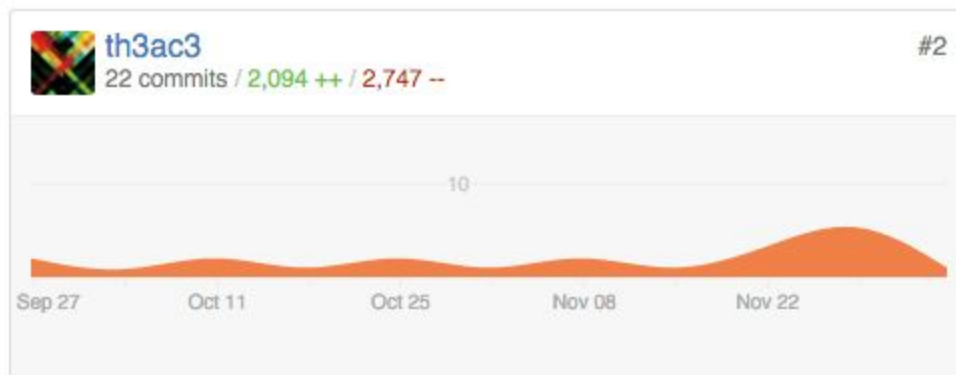 th3ac3
#2
22 commits / 2,094 ++ / 2,747 --
10
Sep 27 Oct 11 Oct 25 Nov 08 Nov 22